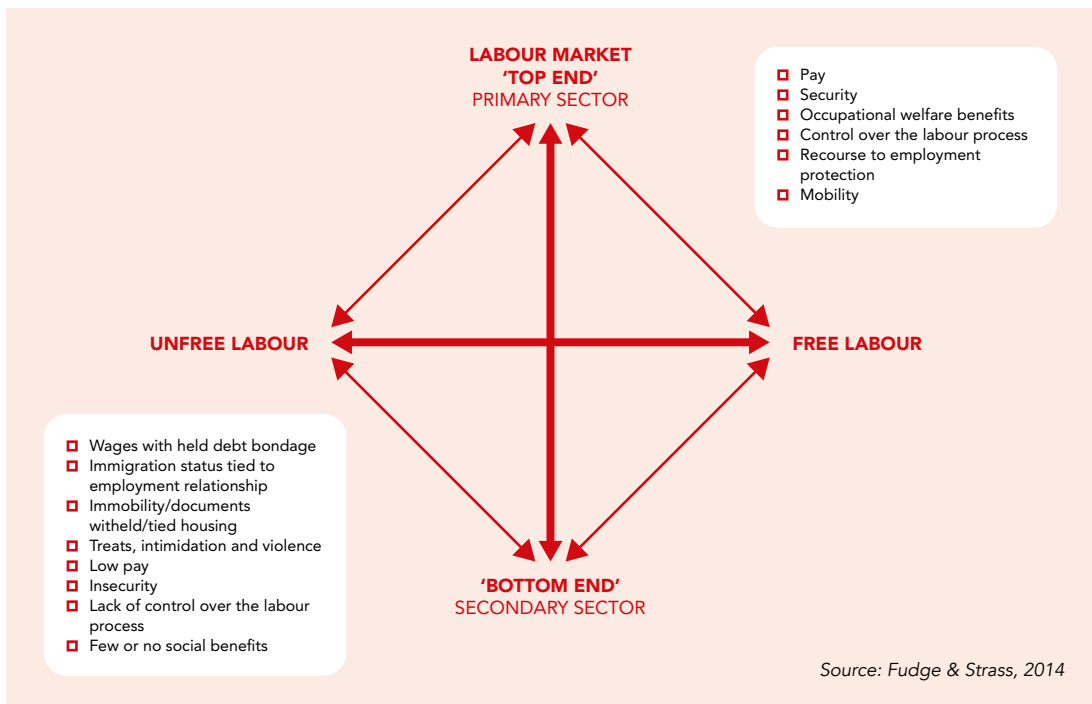 LABOUR MARKET
'TOP END'
PRIMARY SECTOR
Pay
Security
Occupational welfare benefits
Control over the labour process
Recourse to employment
protection
Mobility
UNFREE LABOUR
FREE LABOUR
Wages with held debt bondage
Immigration status tied to
employment relationship
Immobility/documents
witheld/tied housing
Treats, intimidation and violence
Low pay
Insecurity
Lack of control over the labour
process
Few or no social benefits
'BOTTOM END'
SECONDARY SECTOR
Source: Fudge & Strass, 2014